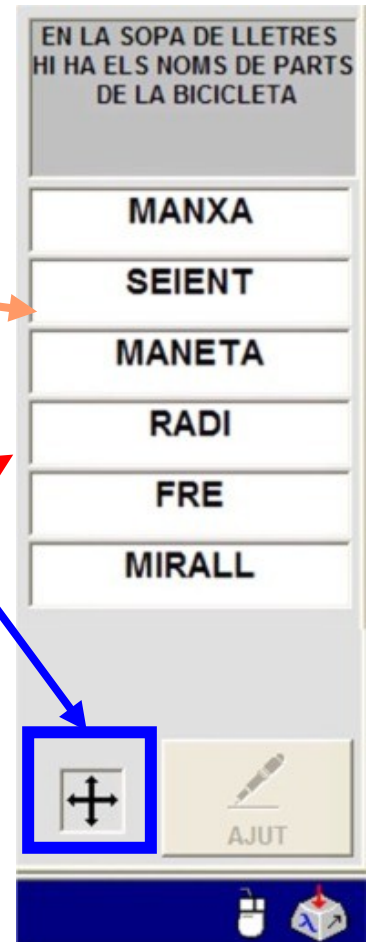 EN LA SOPA DE LLETRES
HI HA ELS NOMS DE PARTS
DE LA BICICLETA
MANXA
SEIENT
MANETA
RADI
FRE
MIRALL
AJUT
λ